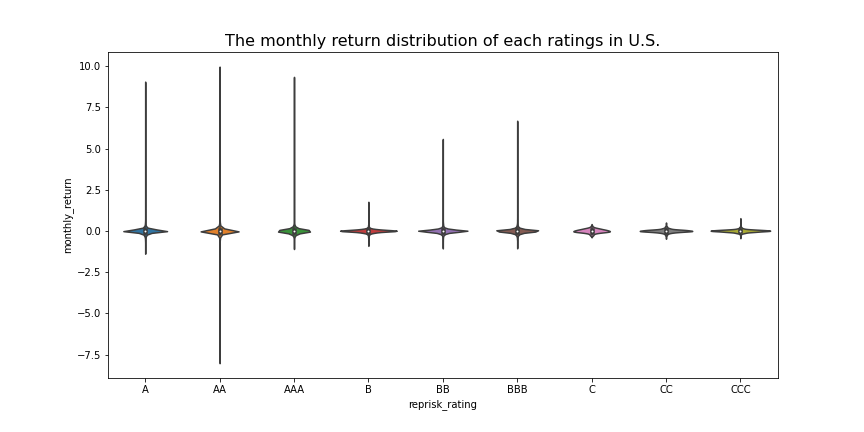 The monthly return distribution of each ratings in U.S.
10.0
7.5
5.0
2.5
0.0
−2.5
−5.0
−7.5
monthly_return
A AA AAA B BB BBB C CC CCC
reprisk_rating